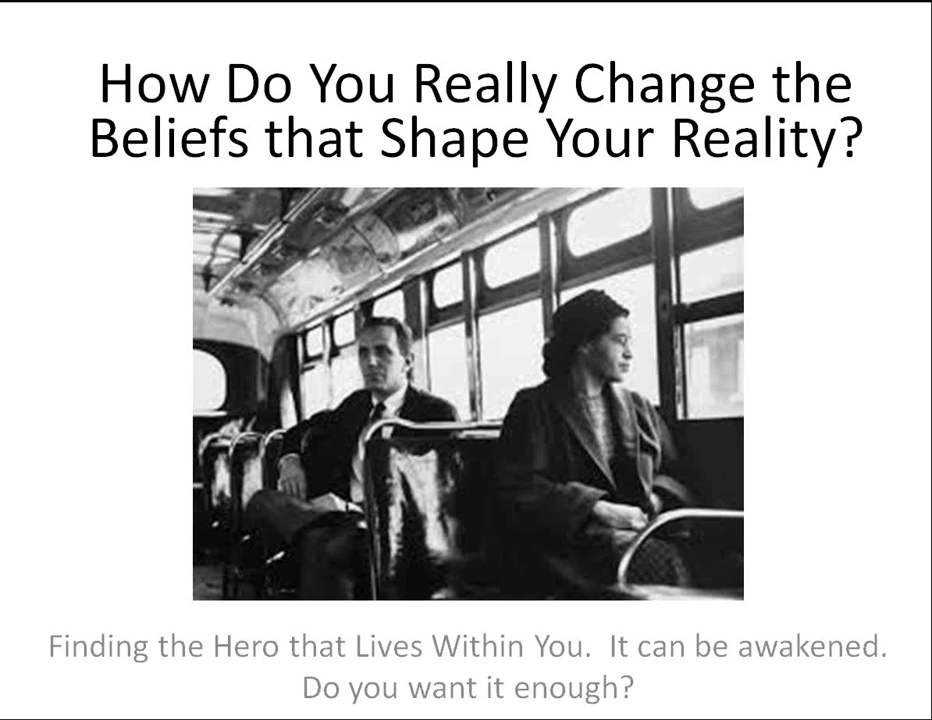 How Do You Really Change the
Beliefs that Shape Your Reality?
Finding the Hero that Lives Within You.  It can be awakened.
Do you want it enough?